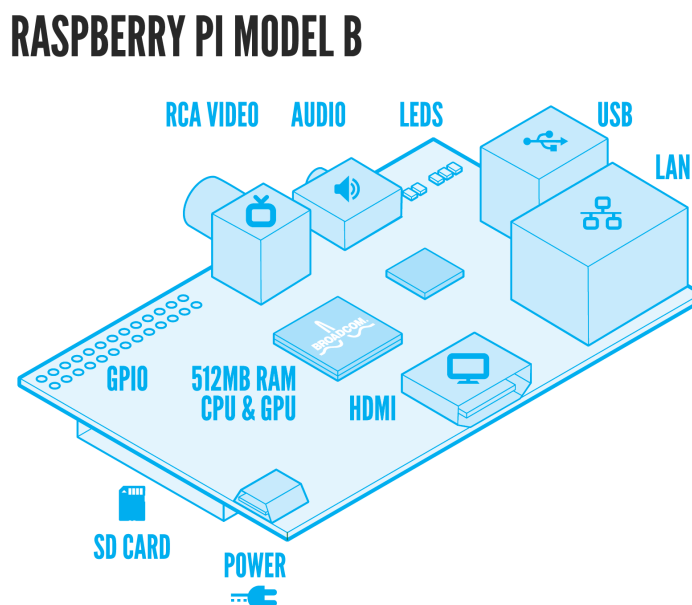 RASPBERRY PI MODEL B
RCA VIDEO
AUDIO
LEDS
USB
LAN
BROADCOM
GPIO
512MB RAM
CPU & GPU
HDMI
SD CARD
POWER